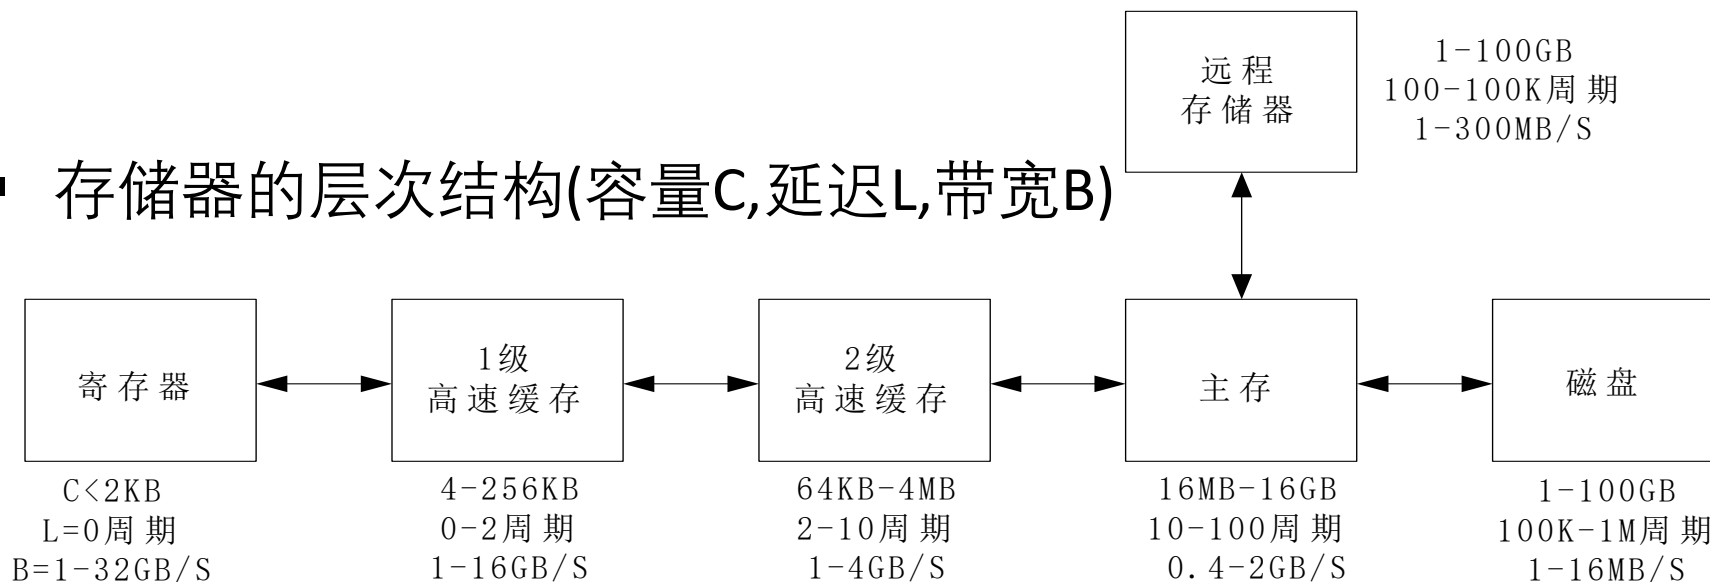 远程
存储器
1-100GB
100-100K周期
1-300MB/S
▪ 存储器的层次结构(容量C,延迟L,带宽B)
寄存器
1级
高速缓存
2级
高速缓存
主存
磁盘
C<2KB
L=0周期
B=1-32GB/S
4-256KB
0-2周期
1-16GB/S
64KB-4MB
2-10周期
1-4GB/S
16MB-16GB
10-100周期
0.4-2GB/S
1-100GB
100K-1M周期
1-16MB/S